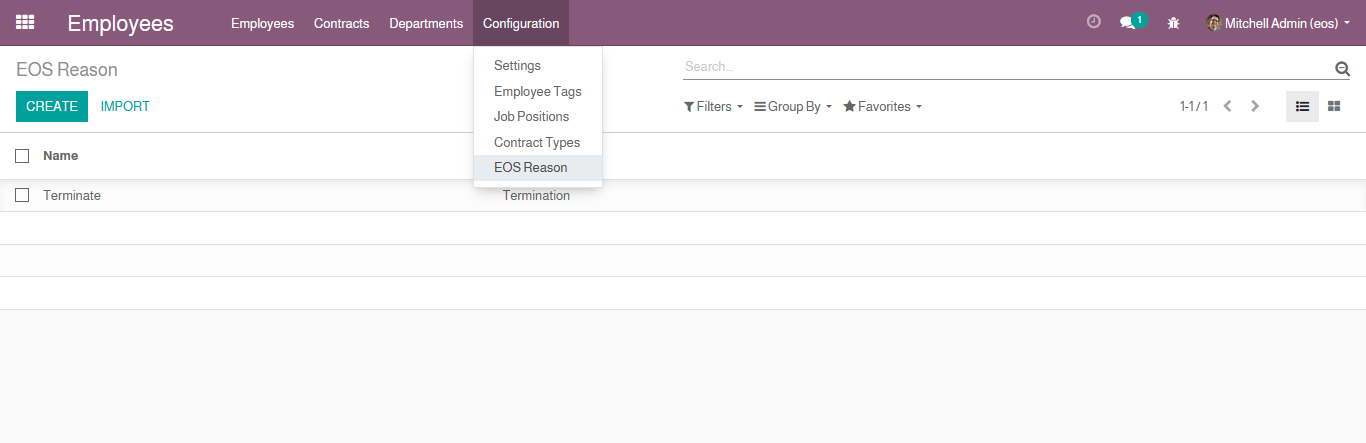 Employees Employees Contracts Departments Configuration 1 Mitchell Admin (eos)
EOS Reason
Search...
Settings
CREATE IMPORT
Employee Tags
Filters Group By Favorites 1-1 / 1
Job Positions
Contract Types
Name
EOS Reason
Terminate Termination